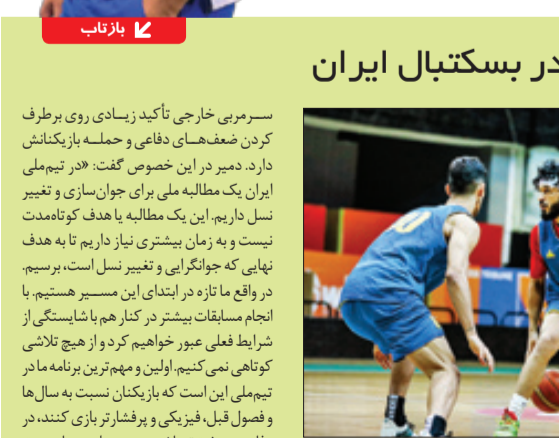 بازتاب
در بسکتبال ایران
سرمربی خارجی تأکید زیادی روی برطرف
کردن ضعف‌های دفاعی و حمله بازیکنانش
دارد. دمیر در این خصوص گفت: «در تیم‌ملی
ایران یک مطالبه ملی برای جوان‌سازی و تغییر
نسل داریم. این یک مطالبه یا هدف کوتاه‌مدت
نیست و به زمان بیشتری نیاز داریم تا به هدف
نهایی که جوانگرایی و تغییر نسل است، برسیم.
در واقع ما تازه در ابتدای این مسیر هستیم. با
انجام مسابقات بیشتر در کنار هم با شایستگی از
شرایط فعلی عبور خواهیم کرد و از هیچ تلاشی
کوتاهی نمی‌کنیم. اولین و مهم‌ترین برنامه ما در
تیم‌ملی این است که بازیکنان نسبت به سال‌ها
و فصول قبل، فیزیکی و پرفشارتر بازی کنند، در